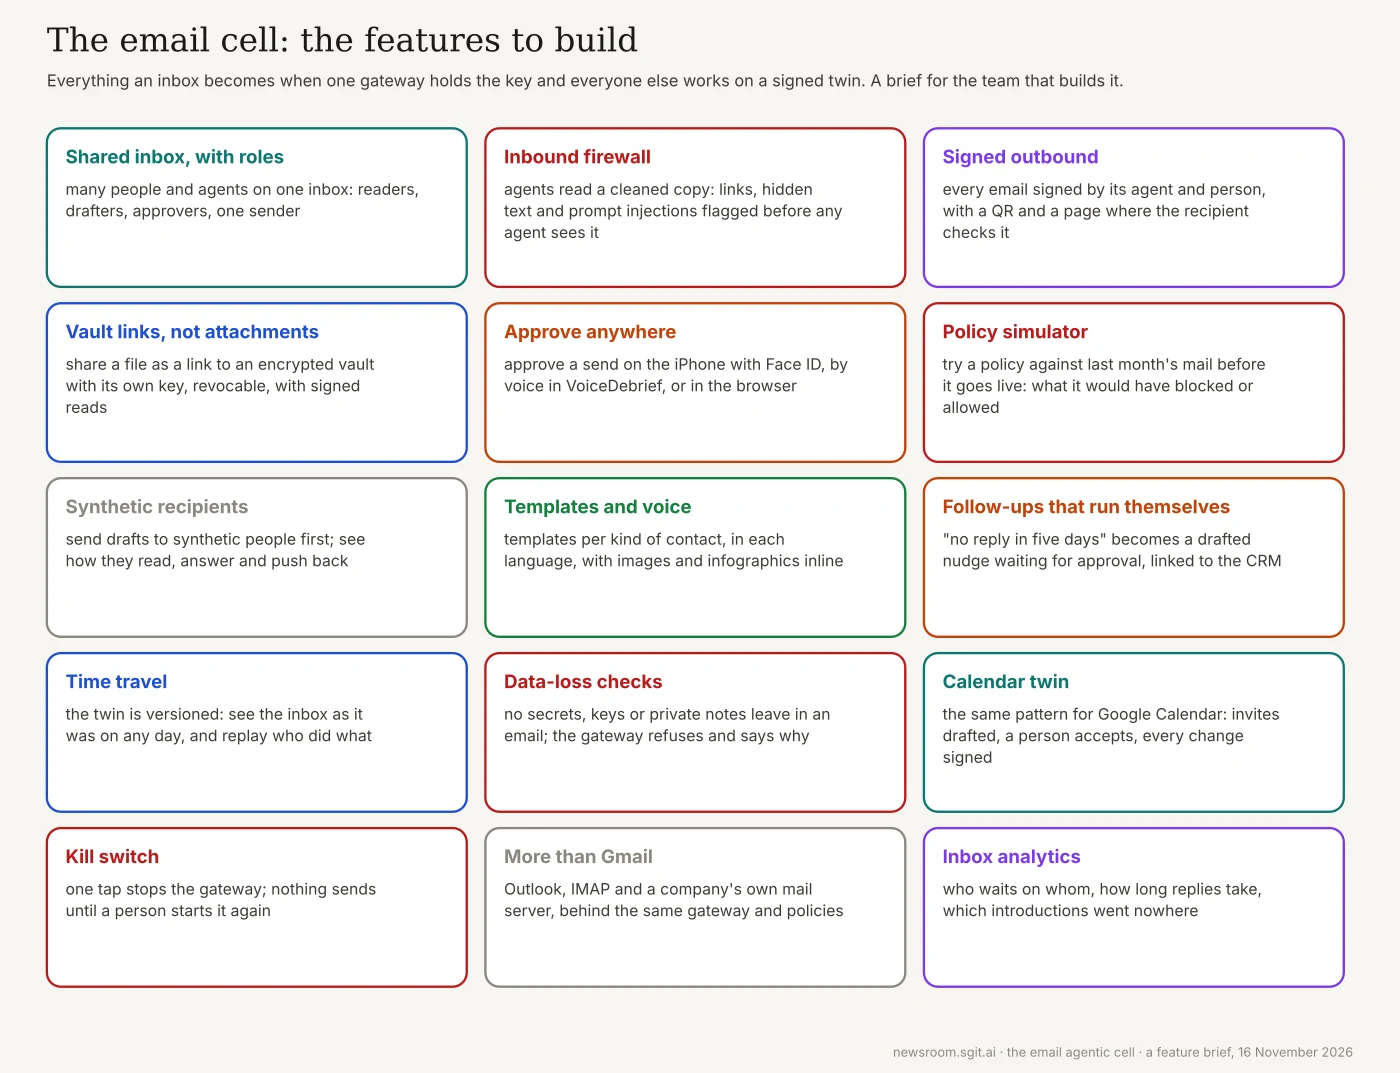 The email cell: the features to build
Everything an inbox becomes when one gateway holds the key and everyone else works on a signed twin. A brief for the team that builds it.
Shared inbox, with roles
many people and agents on one inbox: readers,
drafters, approvers, one sender
Inbound firewall
agents read a cleaned copy: links, hidden
text and prompt injections flagged before any
agent sees it
Signed outbound
every email signed by its agent and person,
with a QR and a page where the recipient
checks it
Vault links, not attachments
share a file as a link to an encrypted vault
with its own key, revocable, with signed
reads
Approve anywhere
approve a send on the iPhone with Face ID, by
voice in VoiceDebrief, or in the browser
Policy simulator
try a policy against last month's mail before
it goes live: what it would have blocked or
allowed
Synthetic recipients
send drafts to synthetic people first; see
how they read, answer and push back
Templates and voice
templates per kind of contact, in each
language, with images and infographics inline
Follow-ups that run themselves
"no reply in five days" becomes a drafted
nudge waiting for approval, linked to the CRM
Time travel
the twin is versioned: see the inbox as it
was on any day, and replay who did what
Data-loss checks
no secrets, keys or private notes leave in an
email; the gateway refuses and says why
Calendar twin
the same pattern for Google Calendar: invites
drafted, a person accepts, every change
signed
Kill switch
one tap stops the gateway; nothing sends
until a person starts it again
More than Gmail
Outlook, IMAP and a company's own mail
server, behind the same gateway and policies
Inbox analytics
who waits on whom, how long replies take,
which introductions went nowhere
newsroom.sgit.ai · the email agentic cell · a feature brief, 16 November 2026